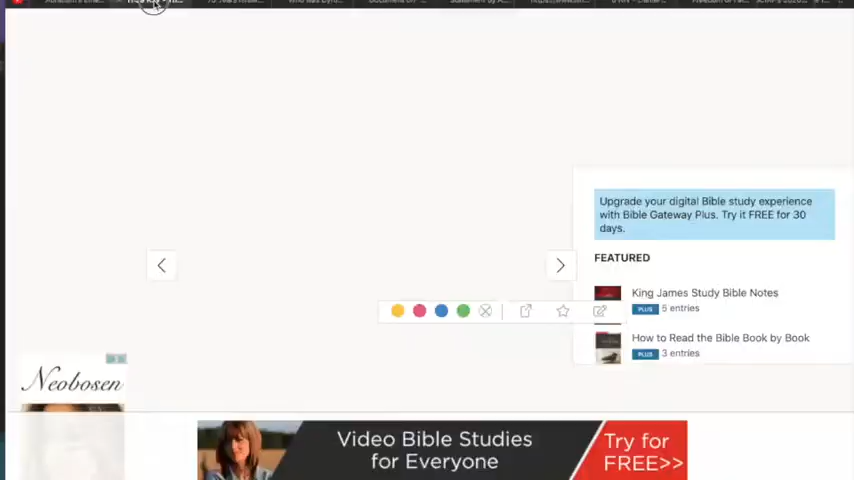 Upgrade your digital Bible study experience
with Bible Gateway Plus. Try it FREE for 30
days.
FEATURED
King James Study Bible Notes
PLUS 5 entries
How to Read the Bible Book by Book
PLUS 3 entries
Neobosen
Video Bible Studies
for Everyone
Try for
FREE>>